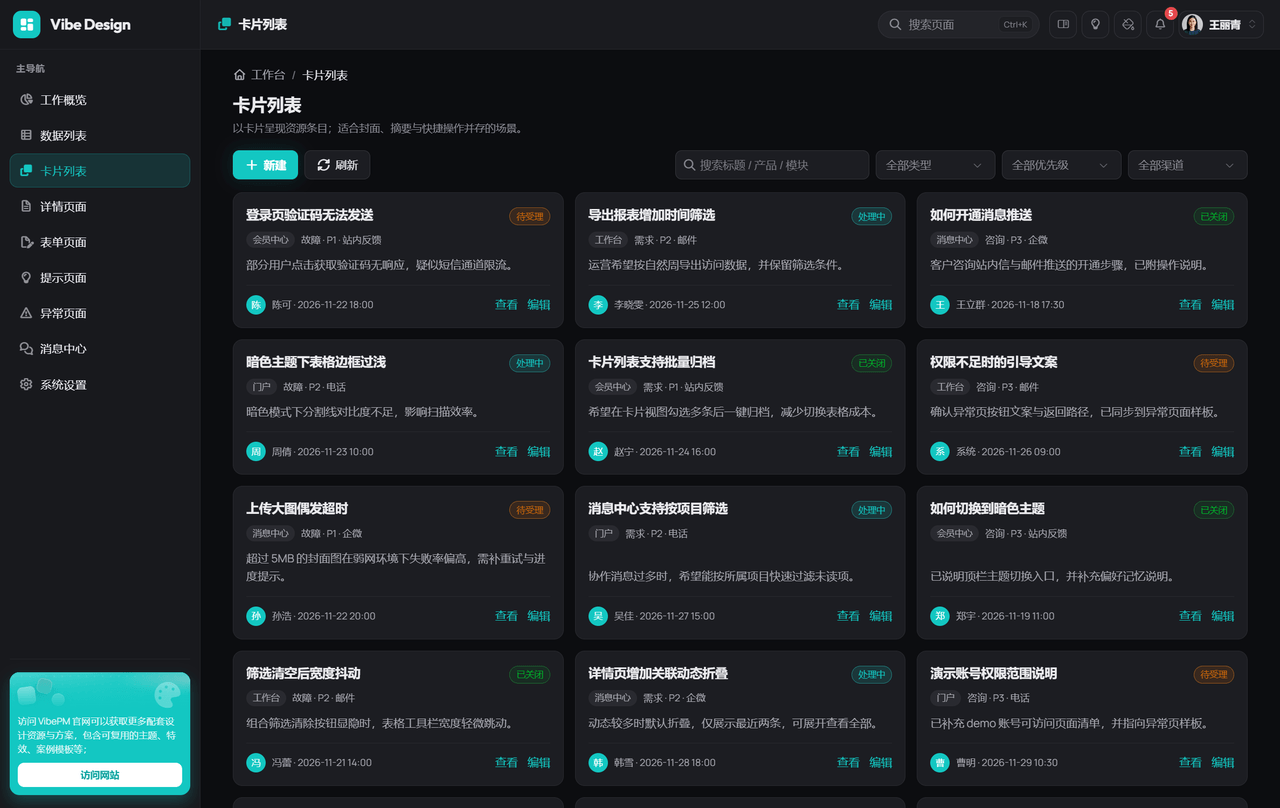 Vibe Design
主导航
工作概览
数据列表
卡片列表
详情页面
表单页面
提示页面
异常页面
消息中心
系统设置
访问 VibePM 官网可以获取更多配套设
计资源与方案，包含可复用的主题、特
效、案例模板等；
访问网站
卡片列表
搜索页面 Ctrl+K
5
王丽青
工作台 / 卡片列表
卡片列表
以卡片呈现资源条目；适合封面、摘要与快捷操作并存的场景。
新建 刷新 搜索标题 / 产品 / 模块 全部类型 全部优先级 全部渠道
登录页验证码无法发送 待受理
会员中心 故障 · P1 · 站内反馈
部分用户点击获取验证码无响应，疑似短信通道限流。
陈 陈可 · 2026-11-22 18:00 查看 编辑
导出报表增加时间筛选 处理中
工作台 需求 · P2 · 邮件
运营希望按自然周导出访问数据，并保留筛选条件。
李 李晓雯 · 2026-11-25 12:00 查看 编辑
如何开通消息推送 已关闭
消息中心 咨询 · P3 · 企微
客户咨询站内信与邮件推送的开通步骤，已附操作说明。
王 王立群 · 2026-11-18 17:30 查看 编辑
暗色主题下表格边框过浅 处理中
门户 故障 · P2 · 电话
暗色模式下分割线对比度不足，影响扫描效率。
周 周倩 · 2026-11-23 10:00 查看 编辑
卡片列表支持批量归档 已关闭
会员中心 需求 · P1 · 站内反馈
希望在卡片视图勾选多条后一键归档，减少切换表格成本。
赵 赵宁 · 2026-11-24 16:00 查看 编辑
权限不足时的引导文案 待受理
工作台 咨询 · P3 · 邮件
确认异常页按钮文案与返回路径，已同步到异常页面样板。
系 系统 · 2026-11-26 09:00 查看 编辑
上传大图偶发超时 待受理
消息中心 故障 · P1 · 企微
超过 5MB 的封面图在弱网环境下失败率偏高，需补重试与进
度提示。
孙 孙浩 · 2026-11-22 20:00 查看 编辑
消息中心支持按项目筛选 处理中
门户 需求 · P2 · 电话
协作消息过多时，希望能按所属项目快速过滤未读项。
吴 吴佳 · 2026-11-27 15:00 查看 编辑
如何切换到暗色主题 已关闭
会员中心 咨询 · P3 · 站内反馈
已说明顶栏主题切换入口，并补充偏好记忆说明。
郑 郑宇 · 2026-11-19 11:00 查看 编辑
筛选清空后宽度抖动 已关闭
工作台 故障 · P2 · 邮件
组合筛选清除按钮显隐时，表格工具栏宽度轻微跳动。
冯 冯蕾 · 2026-11-21 14:00 查看 编辑
详情页增加关联动态折叠 处理中
消息中心 需求 · P2 · 企微
动态较多时默认折叠，仅展示最近两条，可展开查看全部。
韩 韩雪 · 2026-11-28 18:00 查看 编辑
演示账号权限范围说明 待受理
门户 咨询 · P3 · 电话
已补充 demo 账号可访问页面清单，并指向异常页样板。
曹 曹明 · 2026-11-29 10:30 查看 编辑